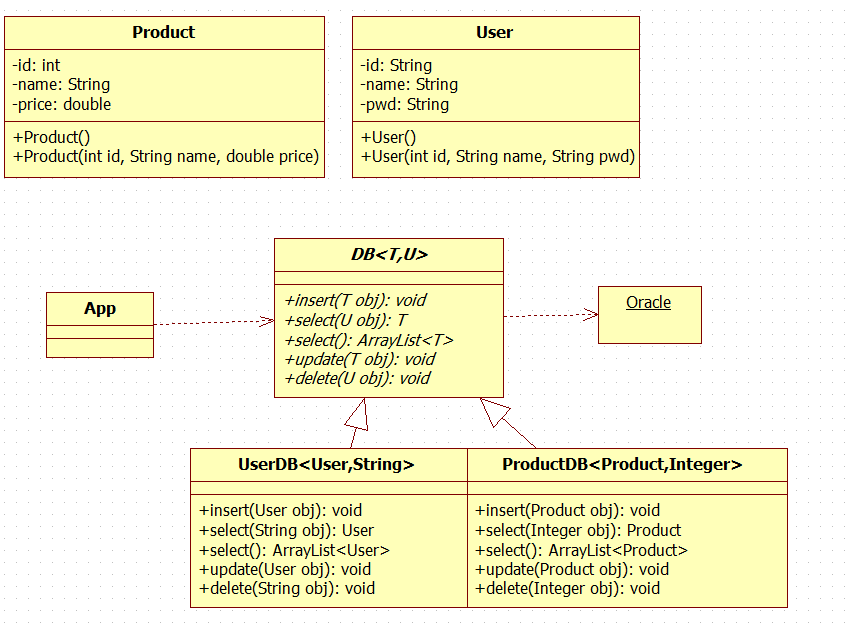 Product
-id: int
-name: String
-price: double
+Product()
+Product(int id, String name, double price)
User
-id: String
-name: String
-pwd: String
+User()
+User(int id, String name, String pwd)
DB<T,U>
+insert(T obj): void
+select(U obj): T
+select(): ArrayList<T>
+update(T obj): void
+delete(U obj): void
App
Oracle
UserDB<User,String>
+insert(User obj): void
+select(String obj): User
+select(): ArrayList<User>
+update(User obj): void
+delete(String obj): void
ProductDB<Product,Integer>
+insert(Product obj): void
+select(Integer obj): Product
+select(): ArrayList<Product>
+update(Product obj): void
+delete(Integer obj): void